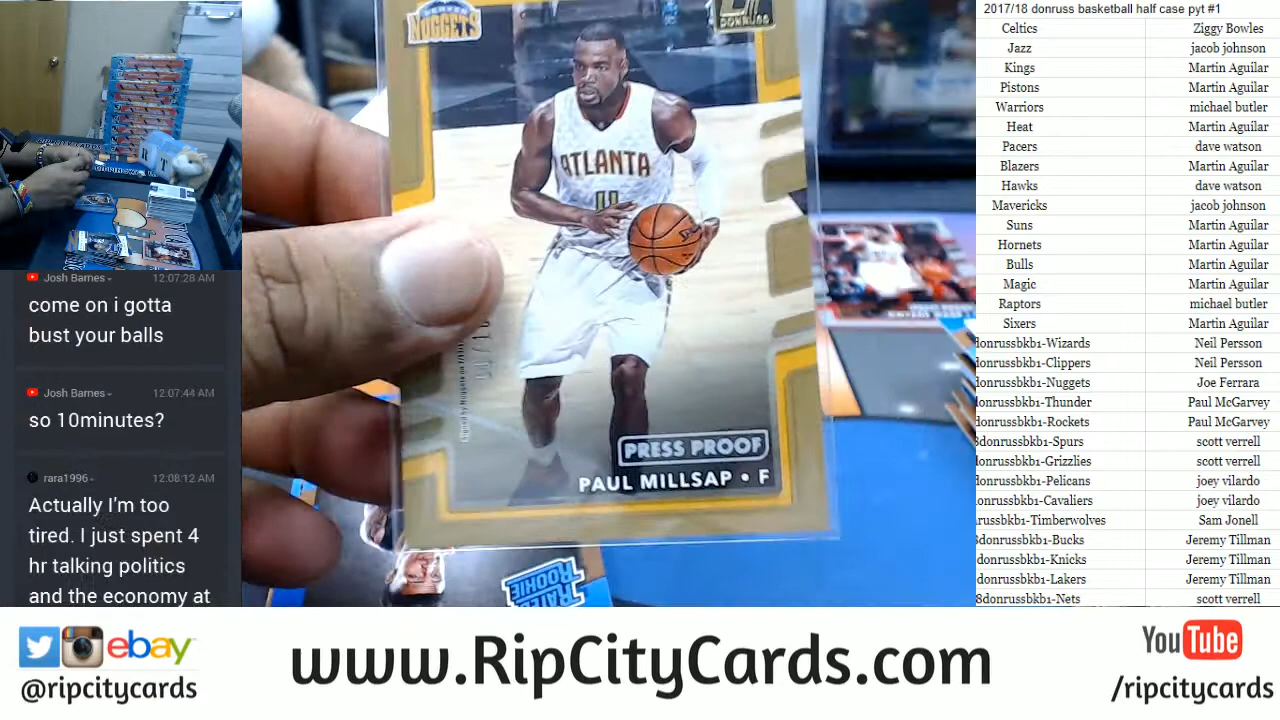 Josh Barnes 12:07:28 AM
come on i gotta
bust your balls
Josh Barnes 12:07:44 AM
so 10minutes?
rara1996 12:08:12 AM
Actually I'm too
tired. I just spent 4
hr talking politics
and the economy at
NUGGETS
DONRUSS
ATLANTA
PRESS PROOF
PAUL MILLSAP • F
RATED ROOKIE
2017/18 donruss basketball half case pyt #1
Celtics Ziggy Bowles
Jazz jacob johnson
Kings Martin Aguilar
Pistons Martin Aguilar
Warriors michael butler
Heat Martin Aguilar
Pacers dave watson
Blazers Martin Aguilar
Hawks dave watson
Mavericks jacob johnson
Suns Martin Aguilar
Hornets Martin Aguilar
Bulls Martin Aguilar
Magic Martin Aguilar
Raptors michael butler
Sixers Martin Aguilar
donrussbkb1-Wizards Neil Persson
donrussbkb1-Clippers Neil Persson
donrussbkb1-Nuggets Joe Ferrara
donrussbkb1-Thunder Paul McGarvey
donrussbkb1-Rockets Paul McGarvey
8donrussbkb1-Spurs scott verrell
donrussbkb1-Grizzlies scott verrell
donrussbkb1-Pelicans joey vilardo
donrussbkb1-Cavaliers joey vilardo
russbkb1-Timberwolves Sam Jonell
8donrussbkb1-Bucks Jeremy Tillman
donrussbkb1-Knicks Jeremy Tillman
donrussbkb1-Lakers Jeremy Tillman
8donrussbkb1-Nets scott verrell
ebay
@ripcitycards
www.RipCityCards.com
YouTube
/ripcitycards